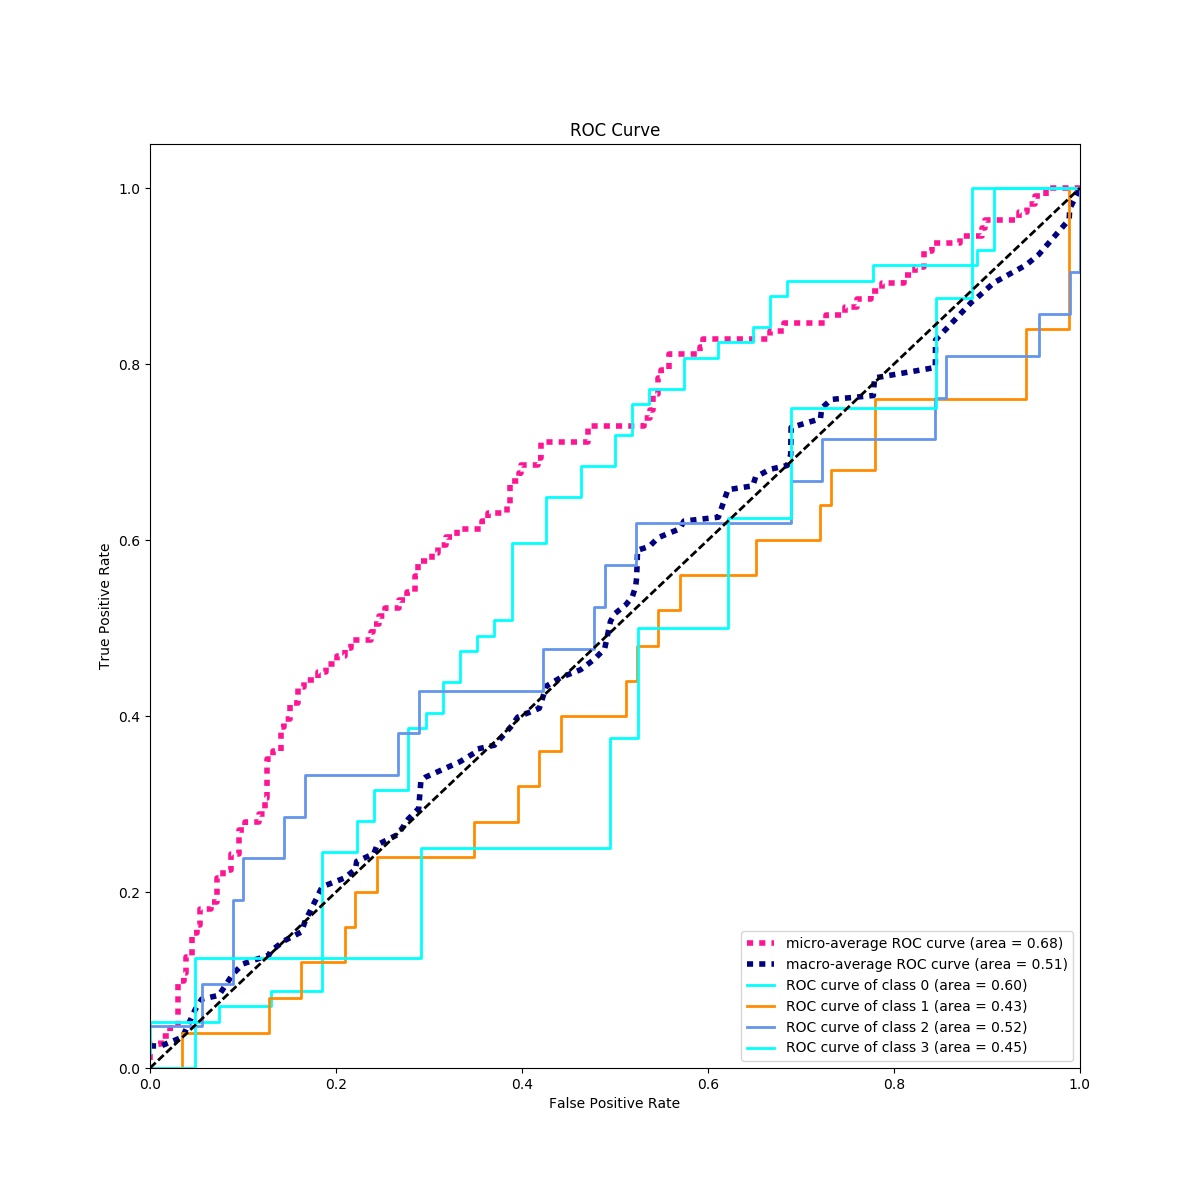 ROC Curve
1.0
0.8
0.6
0.4
0.2
0.0
True Positive Rate
0.0 0.2 0.4 0.6 0.8 1.0
False Positive Rate
micro-average ROC curve (area = 0.68)
macro-average ROC curve (area = 0.51)
ROC curve of class 0 (area = 0.60)
ROC curve of class 1 (area = 0.43)
ROC curve of class 2 (area = 0.52)
ROC curve of class 3 (area = 0.45)